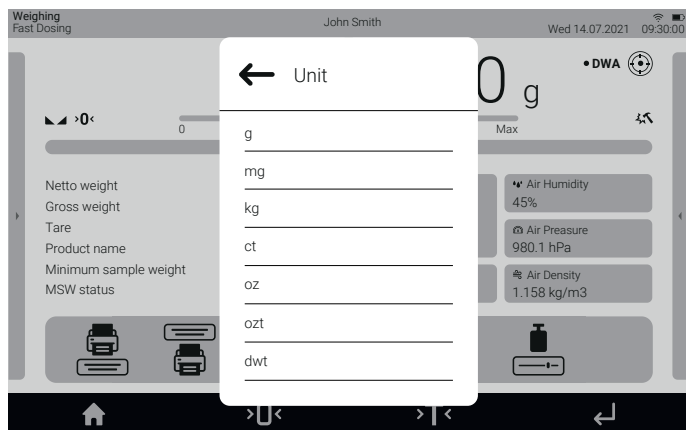 Weighing
Fast Dosing
John Smith
Wed 14.07.2021 09:30:00
Unit
g
mg
kg
ct
oz
ozt
dwt
0 g
• DWA
>0<
0
Max
Netto weight
Gross weight
Tare
Product name
Minimum sample weight
MSW status
Air Humidity
45%
Air Preasure
980.1 hPa
Air Density
1.158 kg/m3
>0<
>T<